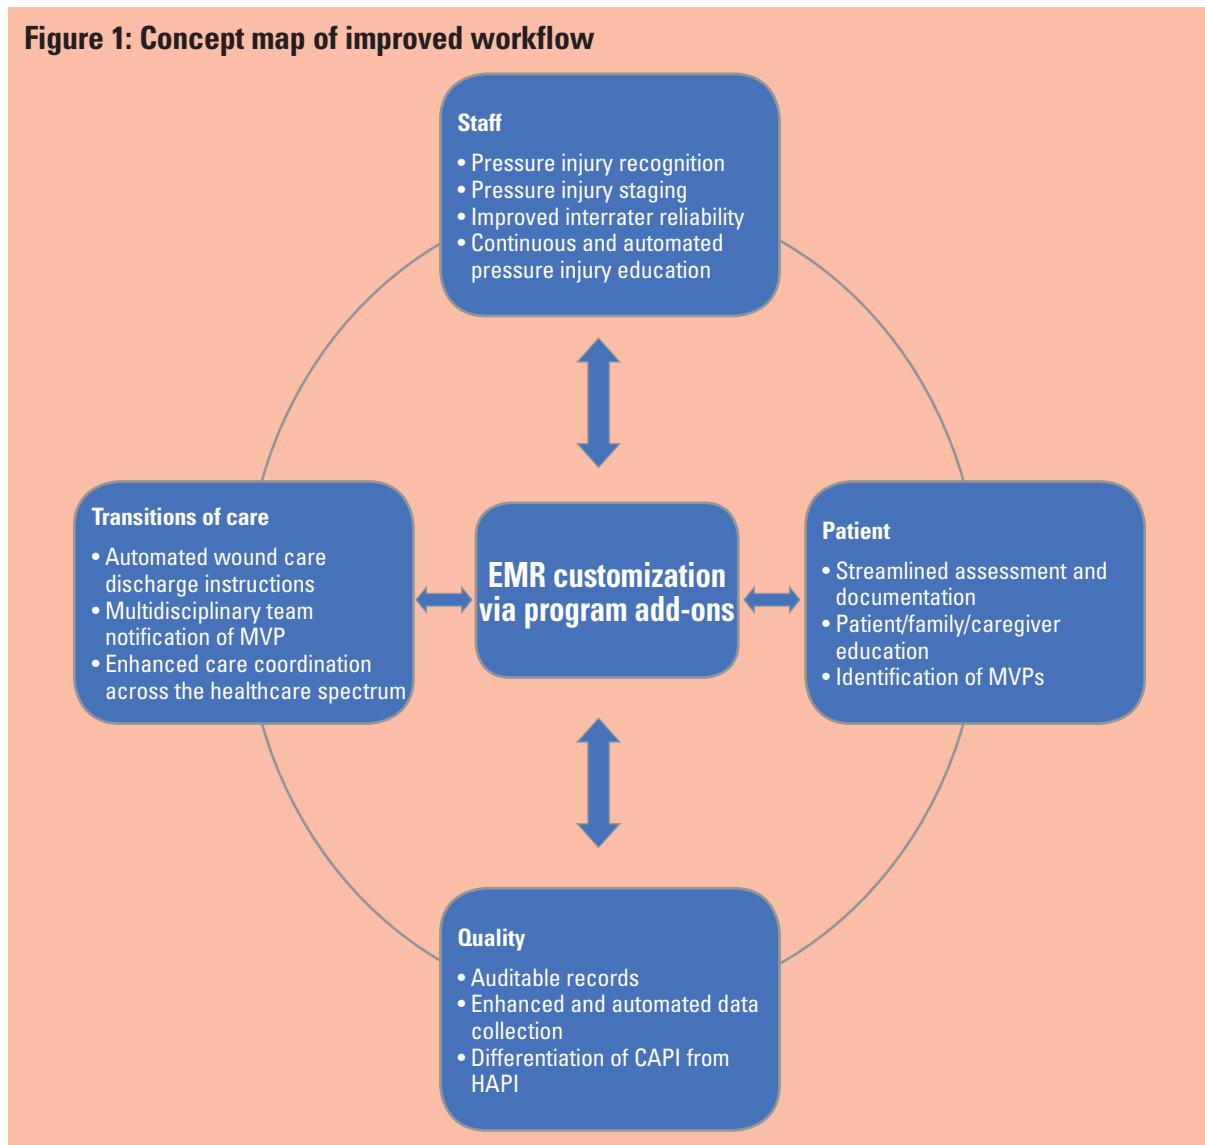 Figure 1: Concept map of improved workflow
Staff
• Pressure injury recognition
• Pressure injury staging
• Improved interrater reliability
• Continuous and automated
pressure injury education
Transitions of care
• Automated wound care
discharge instructions
• Multidisciplinary team
notification of MVP
• Enhanced care coordination
across the healthcare spectrum
EMR customization
via program add-ons
Patient
• Streamlined assessment and
documentation
• Patient/family/caregiver
education
• Identification of MVPs
Quality
• Auditable records
• Enhanced and automated data
collection
• Differentiation of CAPI from
HAPI